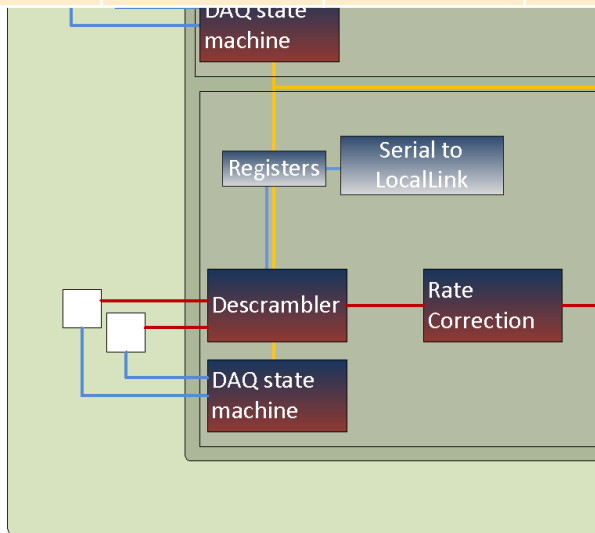 DAQ state
machine
Registers
Serial to
LocalLink
Descrambler
Rate
Correction
DAQ state
machine